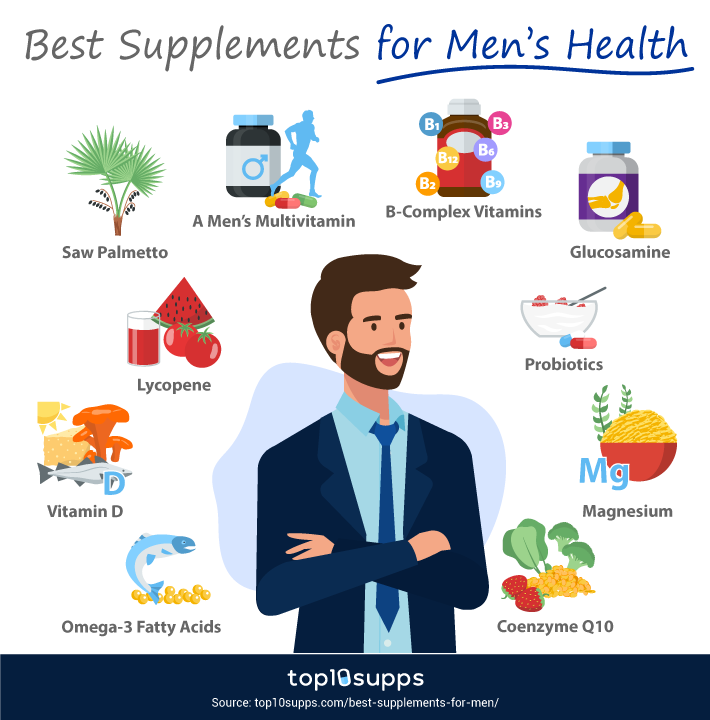 Best Supplements for Men's Health
A Men's Multivitamin
B1
B3
B12
B6
B2
B9
B-Complex Vitamins
Saw Palmetto
Glucosamine
Lycopene
Probiotics
D
Vitamin D
Mg
Magnesium
Omega-3 Fatty Acids
Coenzyme Q10
top10supps
Source: top10supps.com/best-supplements-for-men/